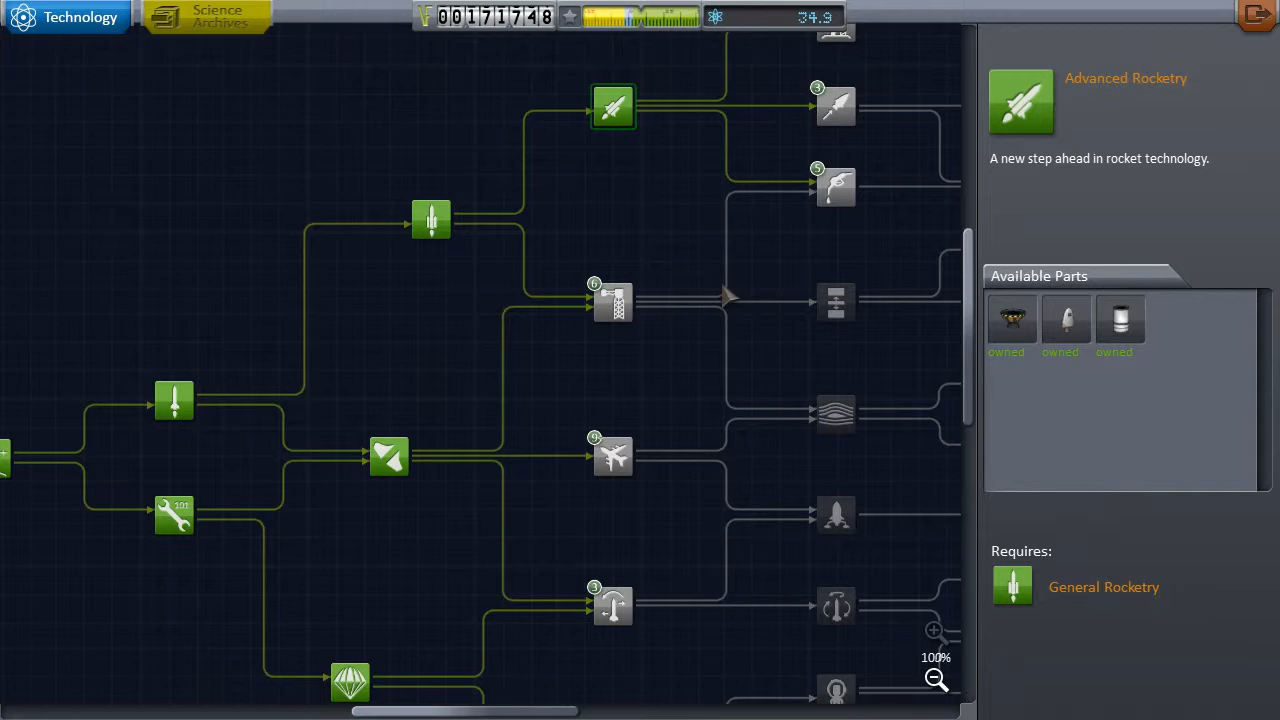 Technology
Science
Archives
00171748
34.9
Advanced Rocketry
A new step ahead in rocket technology.
3
5
6
Available Parts
owned
owned
owned
9
101
Requires:
General Rocketry
3
100%